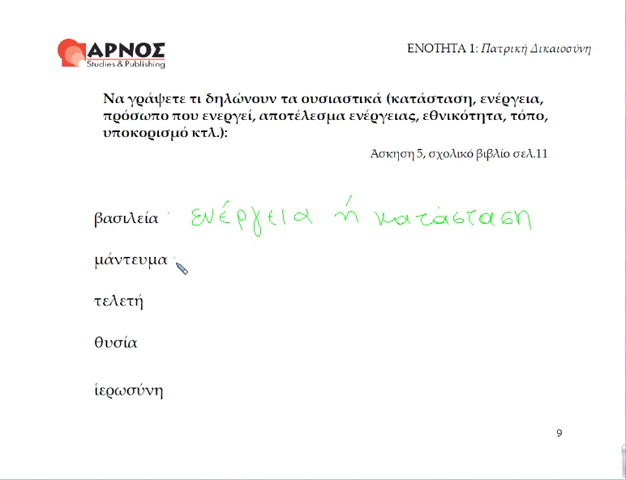 ΑΡΝΟΣ
Studies & Publishing
ΕΝΟΤΗΤΑ 1: Πατρική Δικαιοσύνη
Να γράψετε τι δηλώνουν τα ουσιαστικά (κατάσταση, ενέργεια,
πρόσωπο που ενεργεί, αποτέλεσμα ενέργειας, εθνικότητα, τόπο,
υποκορισμό κτλ.):
Άσκηση 5, σχολικό βιβλίο σελ.11
βασιλεία ενέργεια ή κατάσταση
μάντευμα
τελετή
θυσία
ἱερωσύνη
9